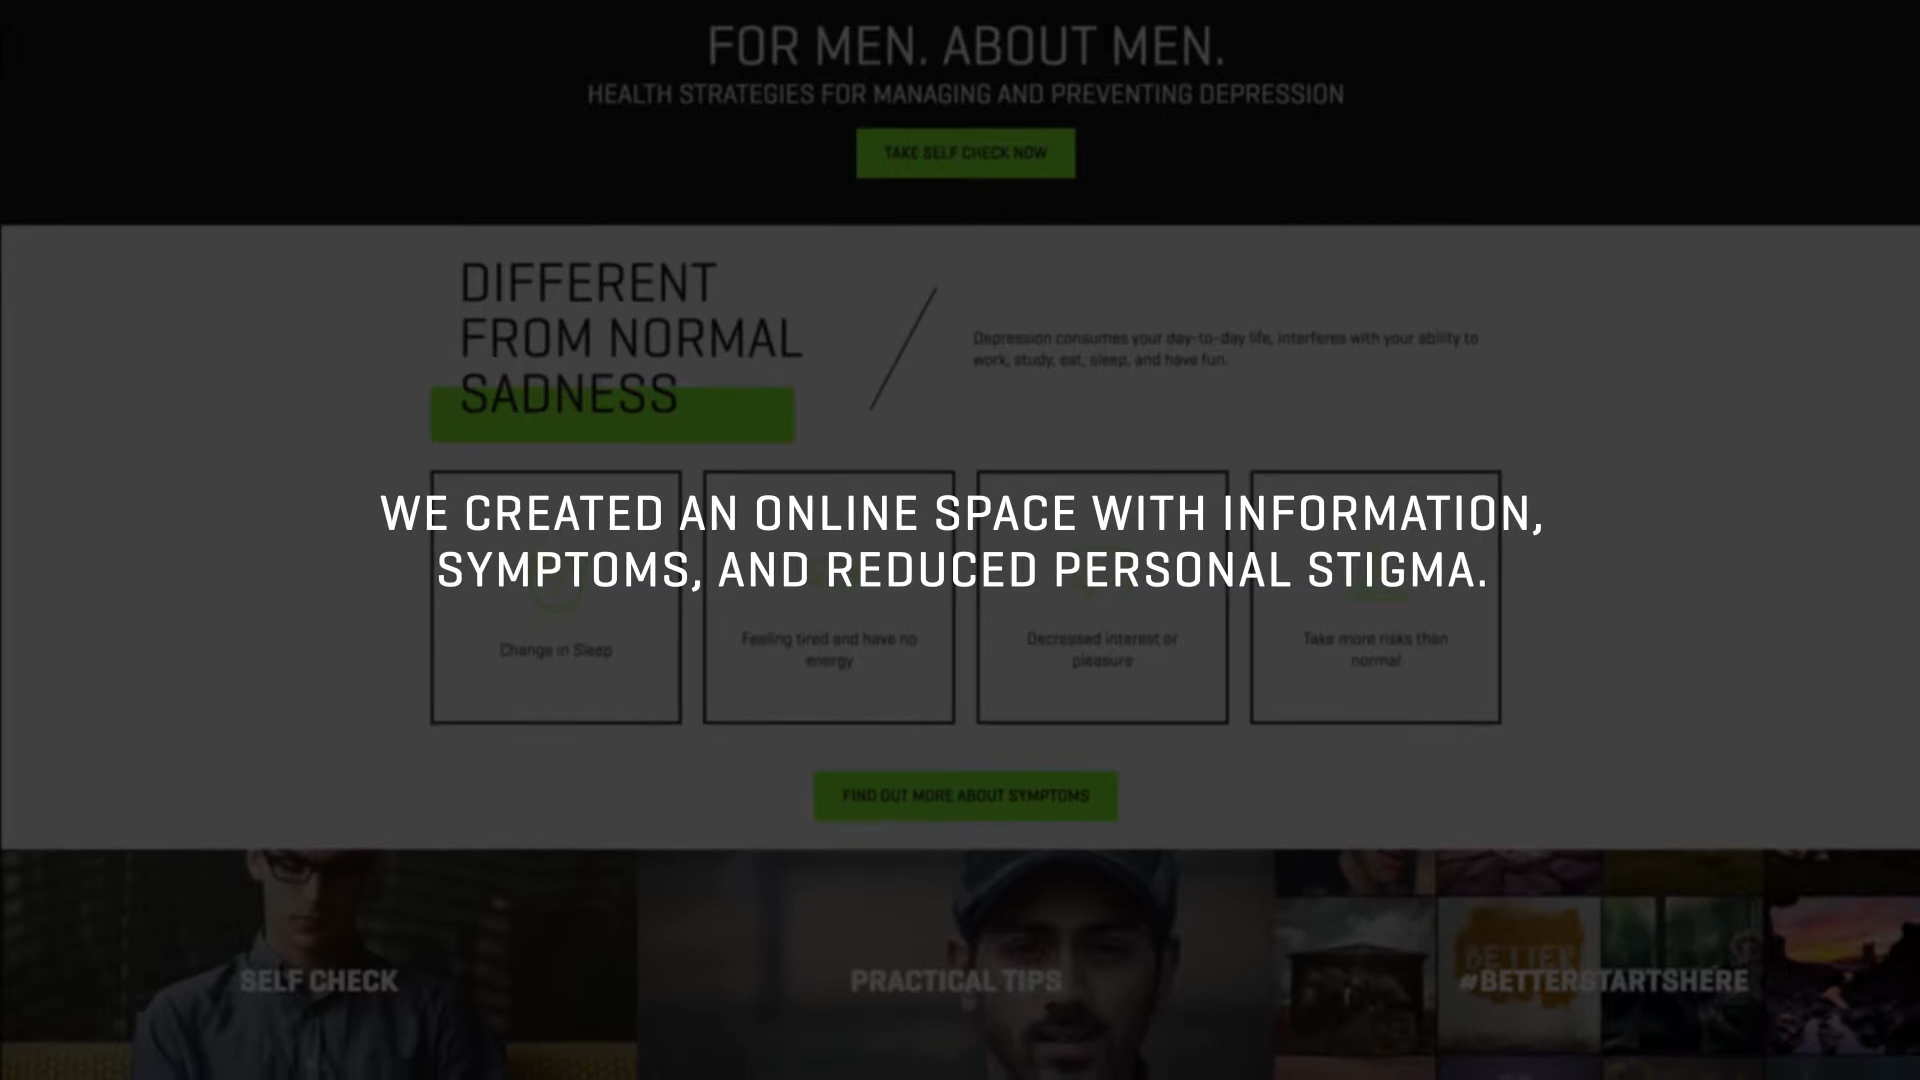 FOR MEN. ABOUT MEN.
HEALTH STRATEGIES FOR MANAGING AND PREVENTING DEPRESSION
TAKE SELF CHECK NOW
DIFFERENT
FROM NORMAL
SADNESS
Depression consumes your day-to-day life, interferes with your ability to
work, study, eat, sleep, and have fun.
WE CREATED AN ONLINE SPACE WITH INFORMATION,
SYMPTOMS, AND REDUCED PERSONAL STIGMA.
Change in Sleep
Feeling tired and have no
energy
Decreased interest or
pleasure
Take more risks than
normal
FIND OUT MORE ABOUT SYMPTOMS
SELF CHECK
PRACTICAL TIPS
BETTER
#BETTERSTARTSHERE